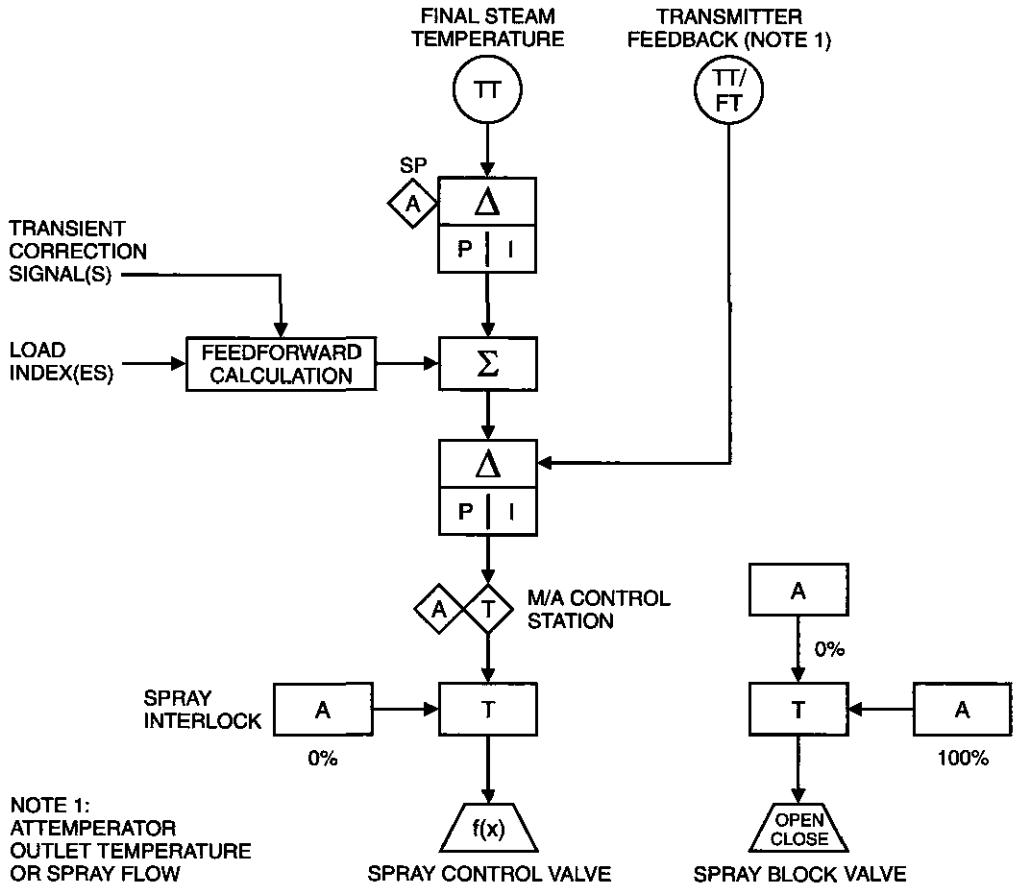 FINAL STEAM
TEMPERATURE
TRANSMITTER
FEEDBACK (NOTE 1)
TT
TT/
FT
SP
A
Δ
P I
TRANSIENT
CORRECTION
SIGNAL(S)
LOAD
INDEX(ES)
FEEDFORWARD
CALCULATION
Σ
Δ
P I
A T
M/A CONTROL
STATION
A
0%
SPRAY
INTERLOCK
A
0%
T
T
A
100%
NOTE 1:
ATTEMPERATOR
OUTLET TEMPERATURE
OR SPRAY FLOW
f(x)
SPRAY CONTROL VALVE
OPEN
CLOSE
SPRAY BLOCK VALVE